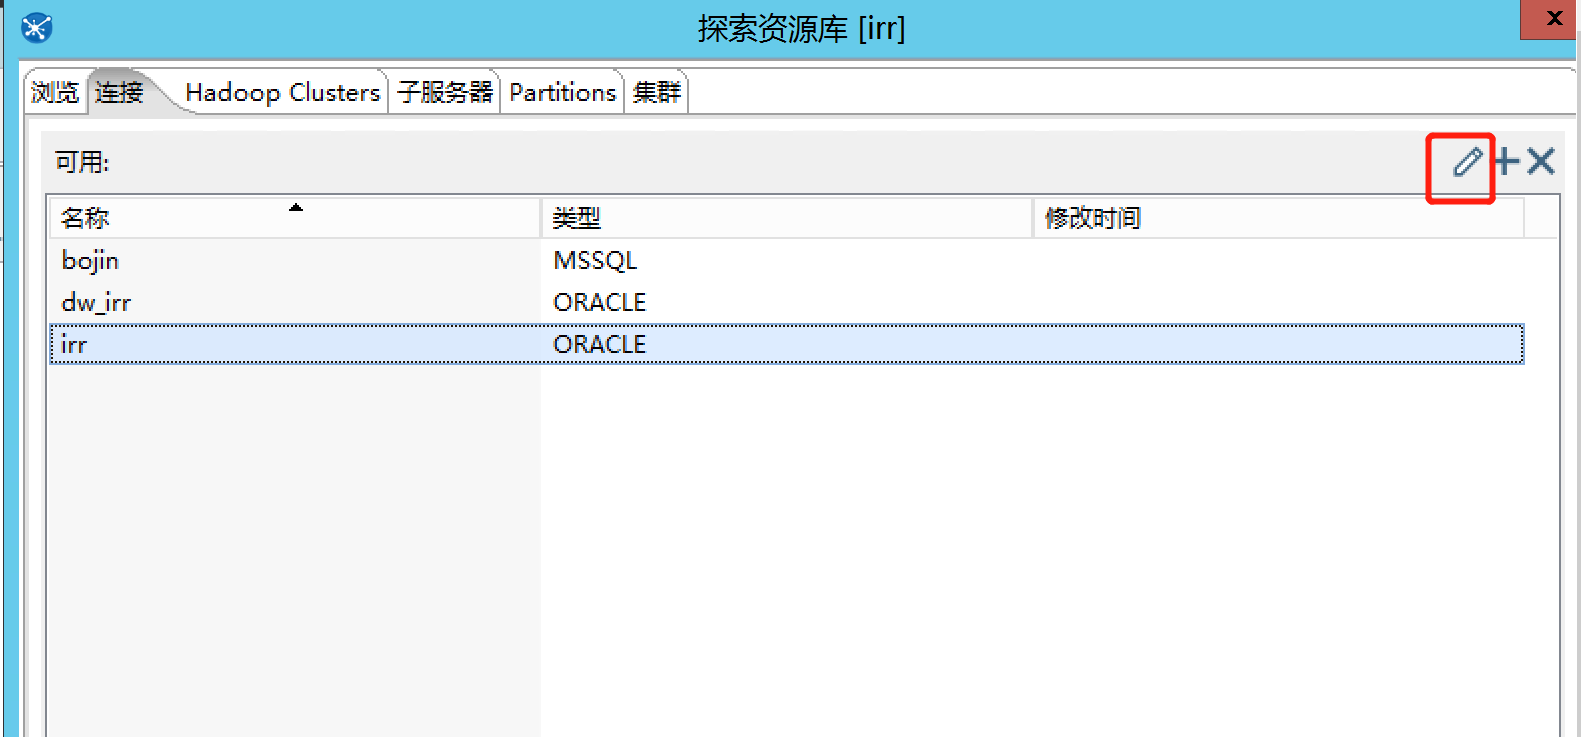 探索资源库 [irr]
浏览 连接 Hadoop Clusters 子服务器 Partitions 集群
可用:
名称 类型 修改时间
bojin MSSQL
dw_irr ORACLE
irr ORACLE